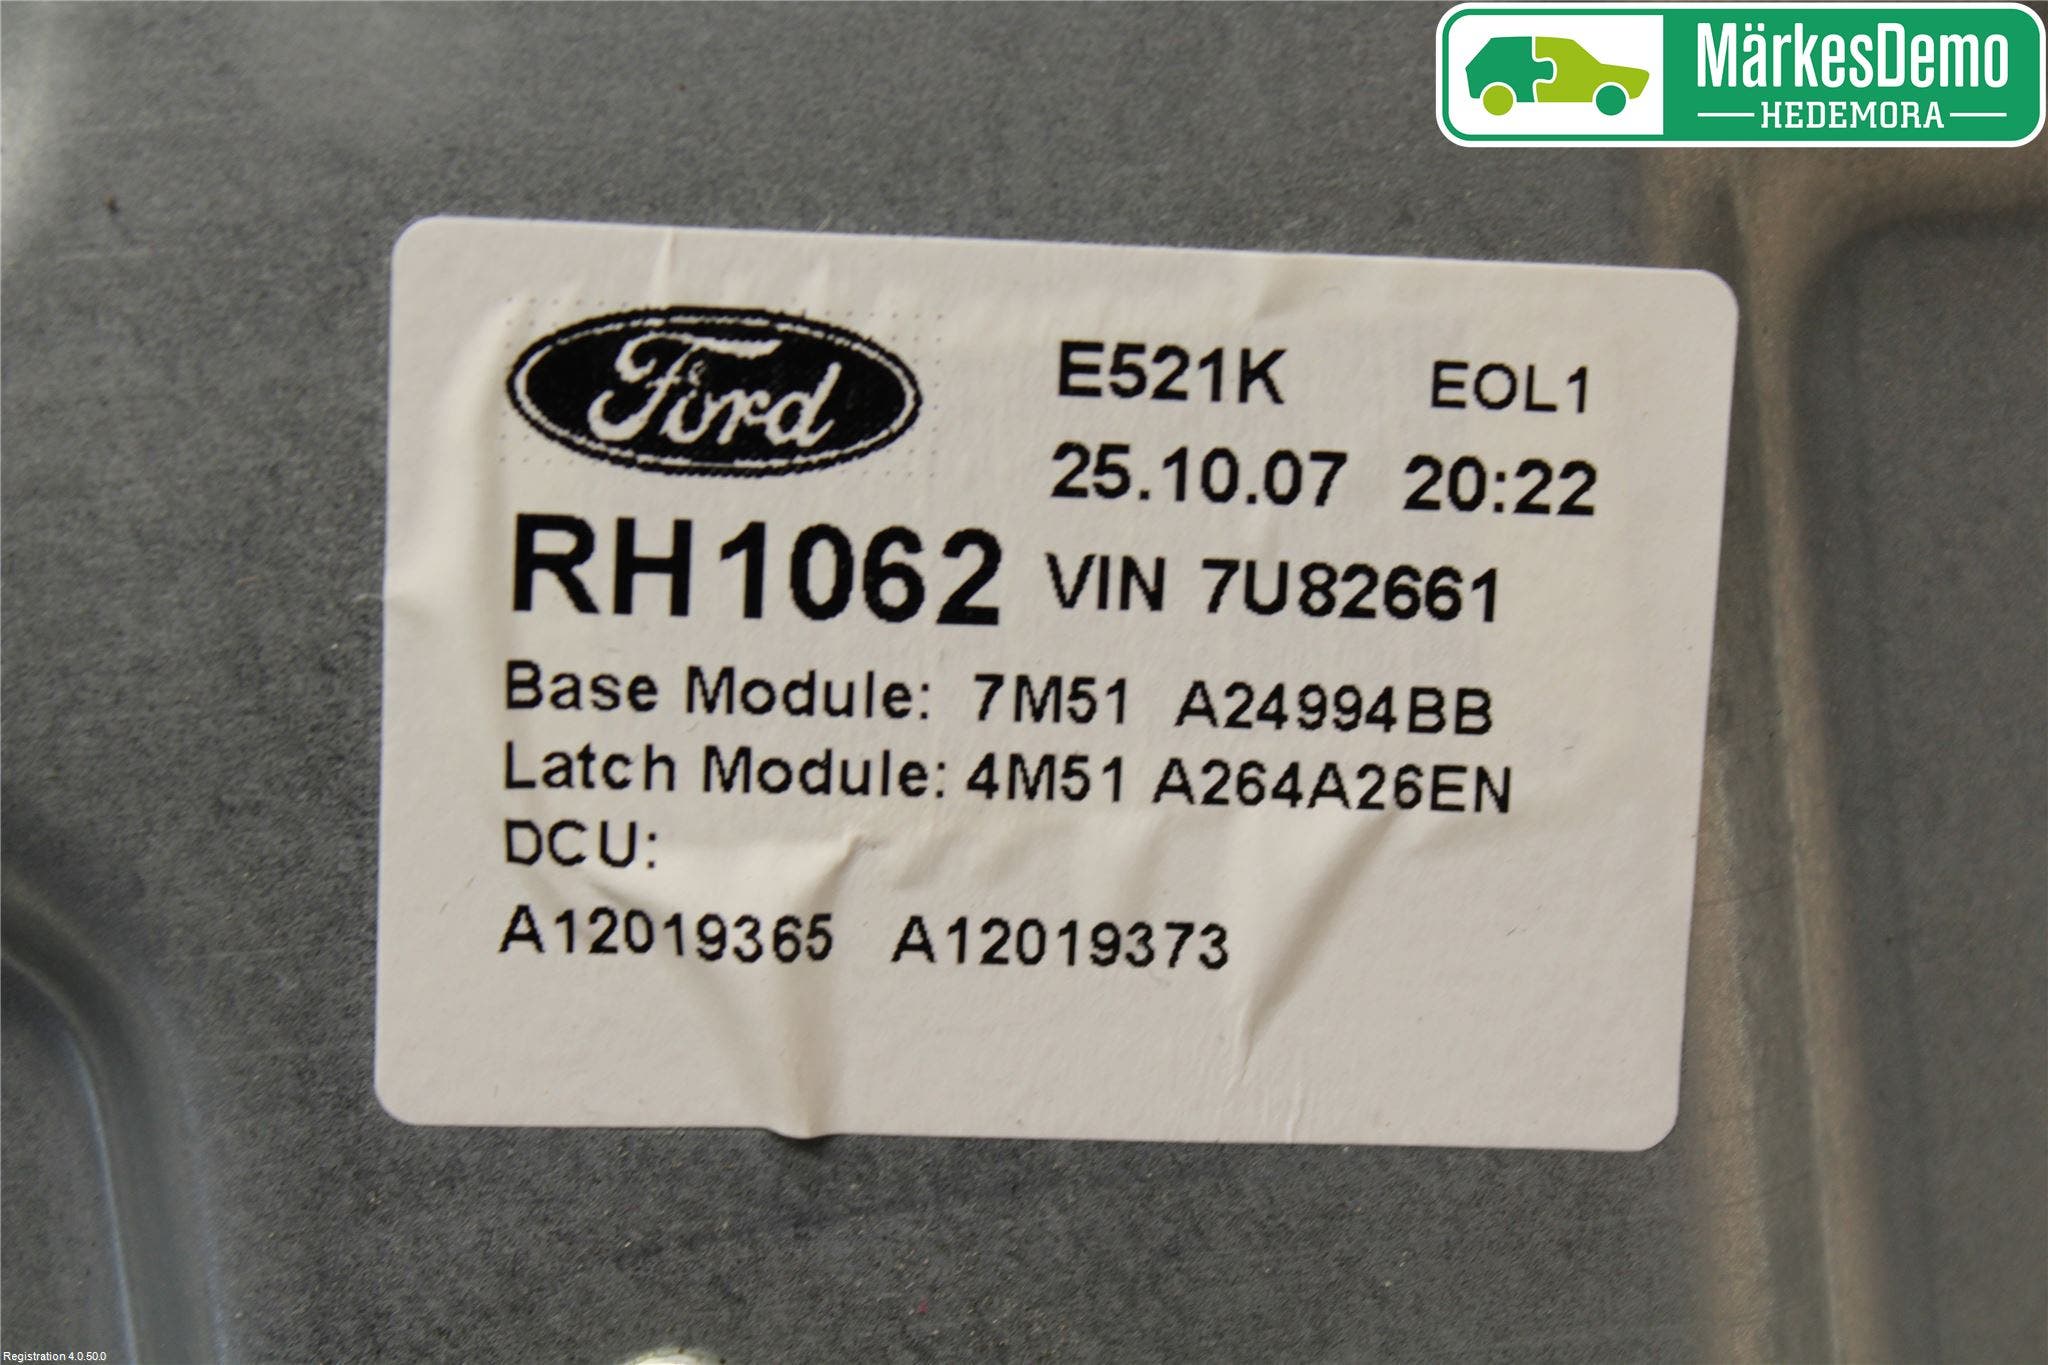 MärkesDemo
HEDEMORA
Ford
E521K EOL1
25.10.07 20:22
RH1062 VIN 7U82661
Base Module: 7M51 A24994BB
Latch Module: 4M51 A264A26EN
DCU:
A12019365 A12019373
Registration 4.0.50.0